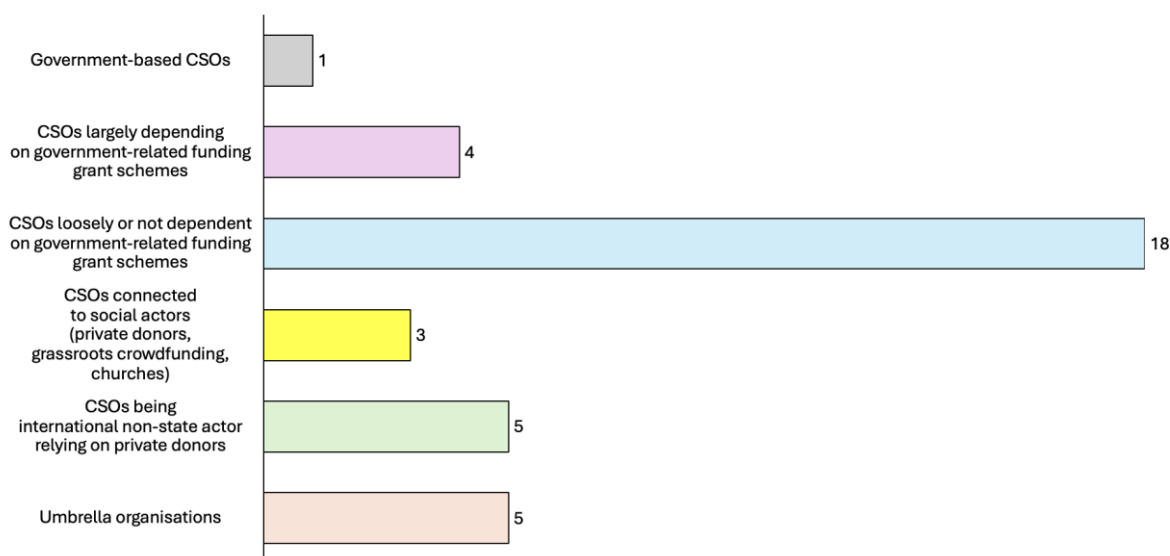 Government-based CSOs
1
CSOs largely depending
on government-related funding
grant schemes
4
CSOs loosely or not dependent
on government-related funding
grant schemes
18
CSOs connected
to social actors
(private donors,
grassroots crowdfunding,
churches)
3
CSOs being
international non-state actor
relying on private donors
5
Umbrella organisations
5